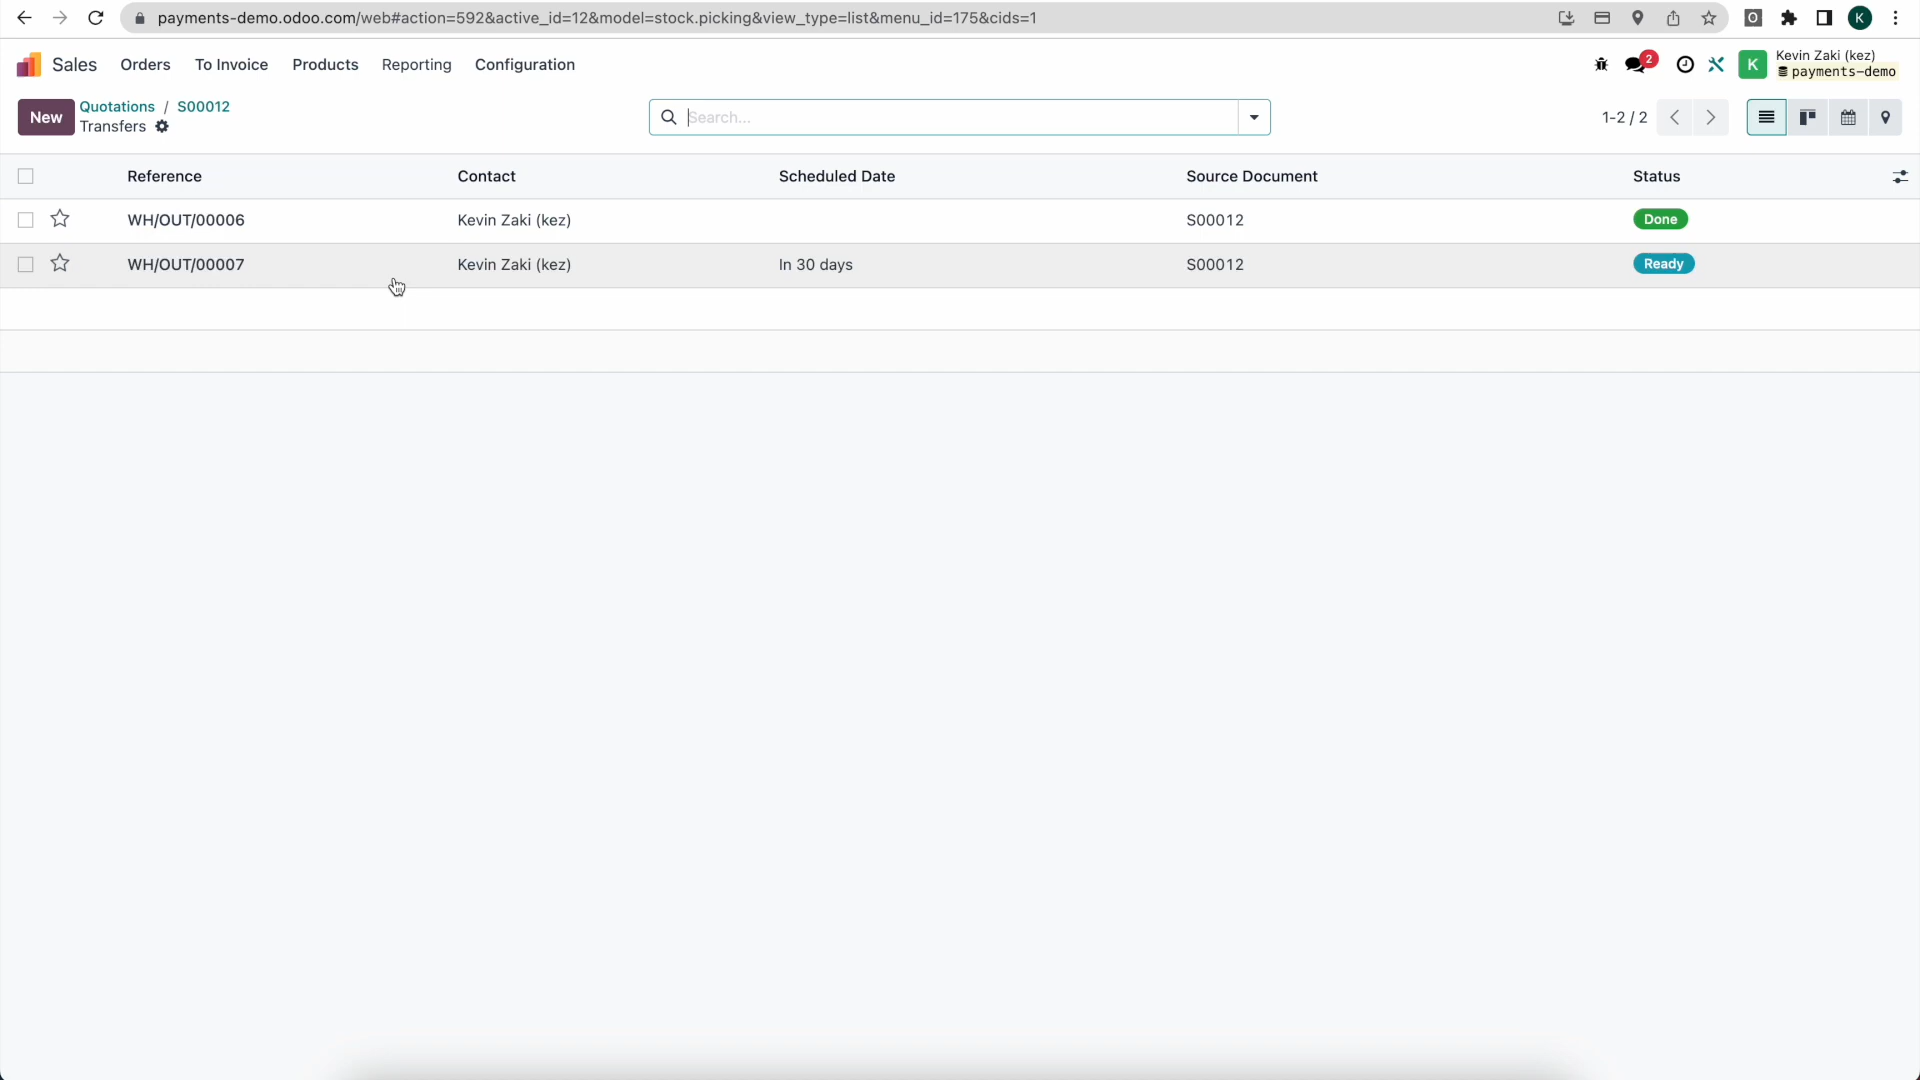 payments-demo.odoo.com/web#action=592&active_id=12&model=stock.picking&view_type=list&menu_id=175&cids=1
O
K
Sales Orders To Invoice Products Reporting Configuration
2
K
Kevin Zaki (kez)
payments-demo
New
Quotations / S00012
Transfers
Search...
1-2 / 2
Reference Contact Scheduled Date Source Document Status
WH/OUT/00006 Kevin Zaki (kez) S00012 Done
WH/OUT/00007 Kevin Zaki (kez) In 30 days S00012 Ready